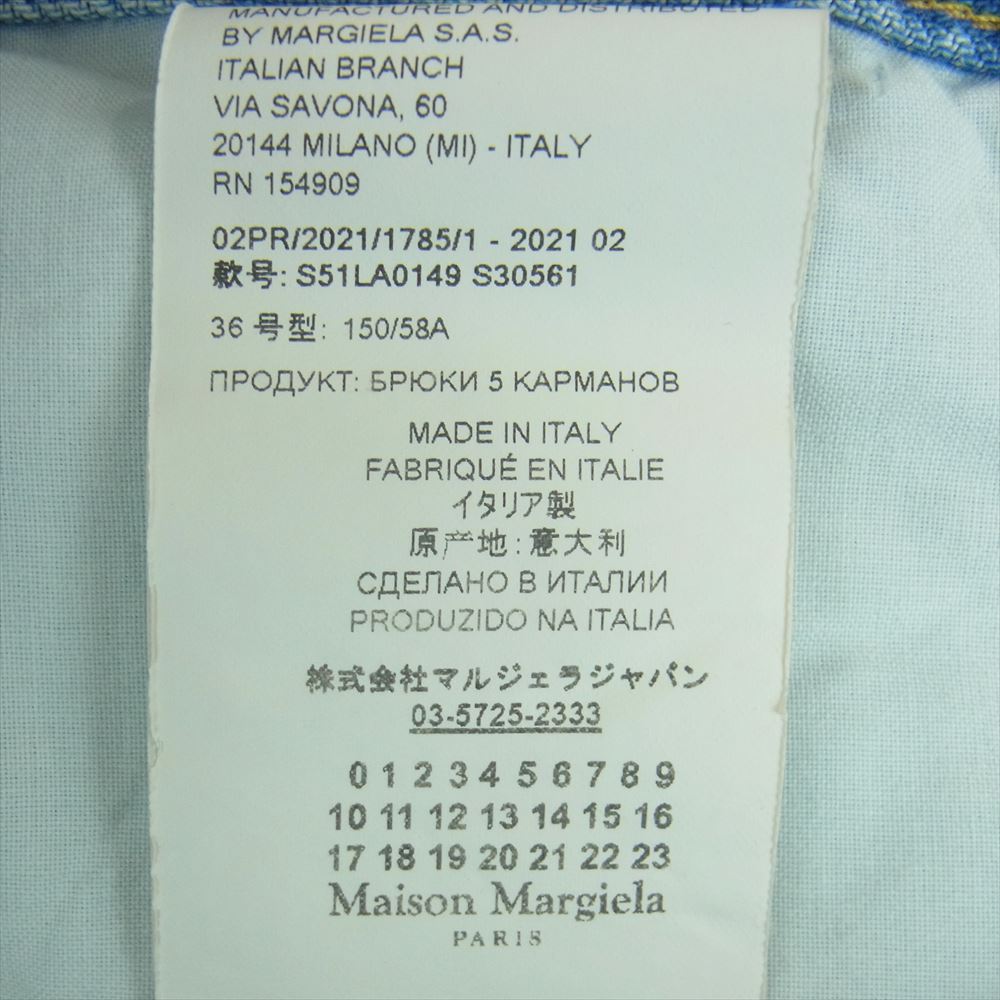 MANUFACTURED AND DISTRIBUTED
BY MARGIELA S.A.S.
ITALIAN BRANCH
VIA SAVONA, 60
20144 MILANO (MI) - ITALY
RN 154909
02PR/2021/1785/1 - 2021 02
款号: S51LA0149 S30561
36 号型: 150/58A
ПРОДУКТ: БРЮКИ 5 КАРМАНОВ
MADE IN ITALY
FABRIQUÉ EN ITALIE
イタリア製
原产地: 意大利
СДЕЛАНО В ИТАЛИИ
PRODUZIDO NA ITALIA
株式会社マルジェラジャパン
03-5725-2333
0 1 2 3 4 5 6 7 8 9
10 11 12 13 14 15 16
17 18 19 20 21 22 23
Maison Margiela
PARIS